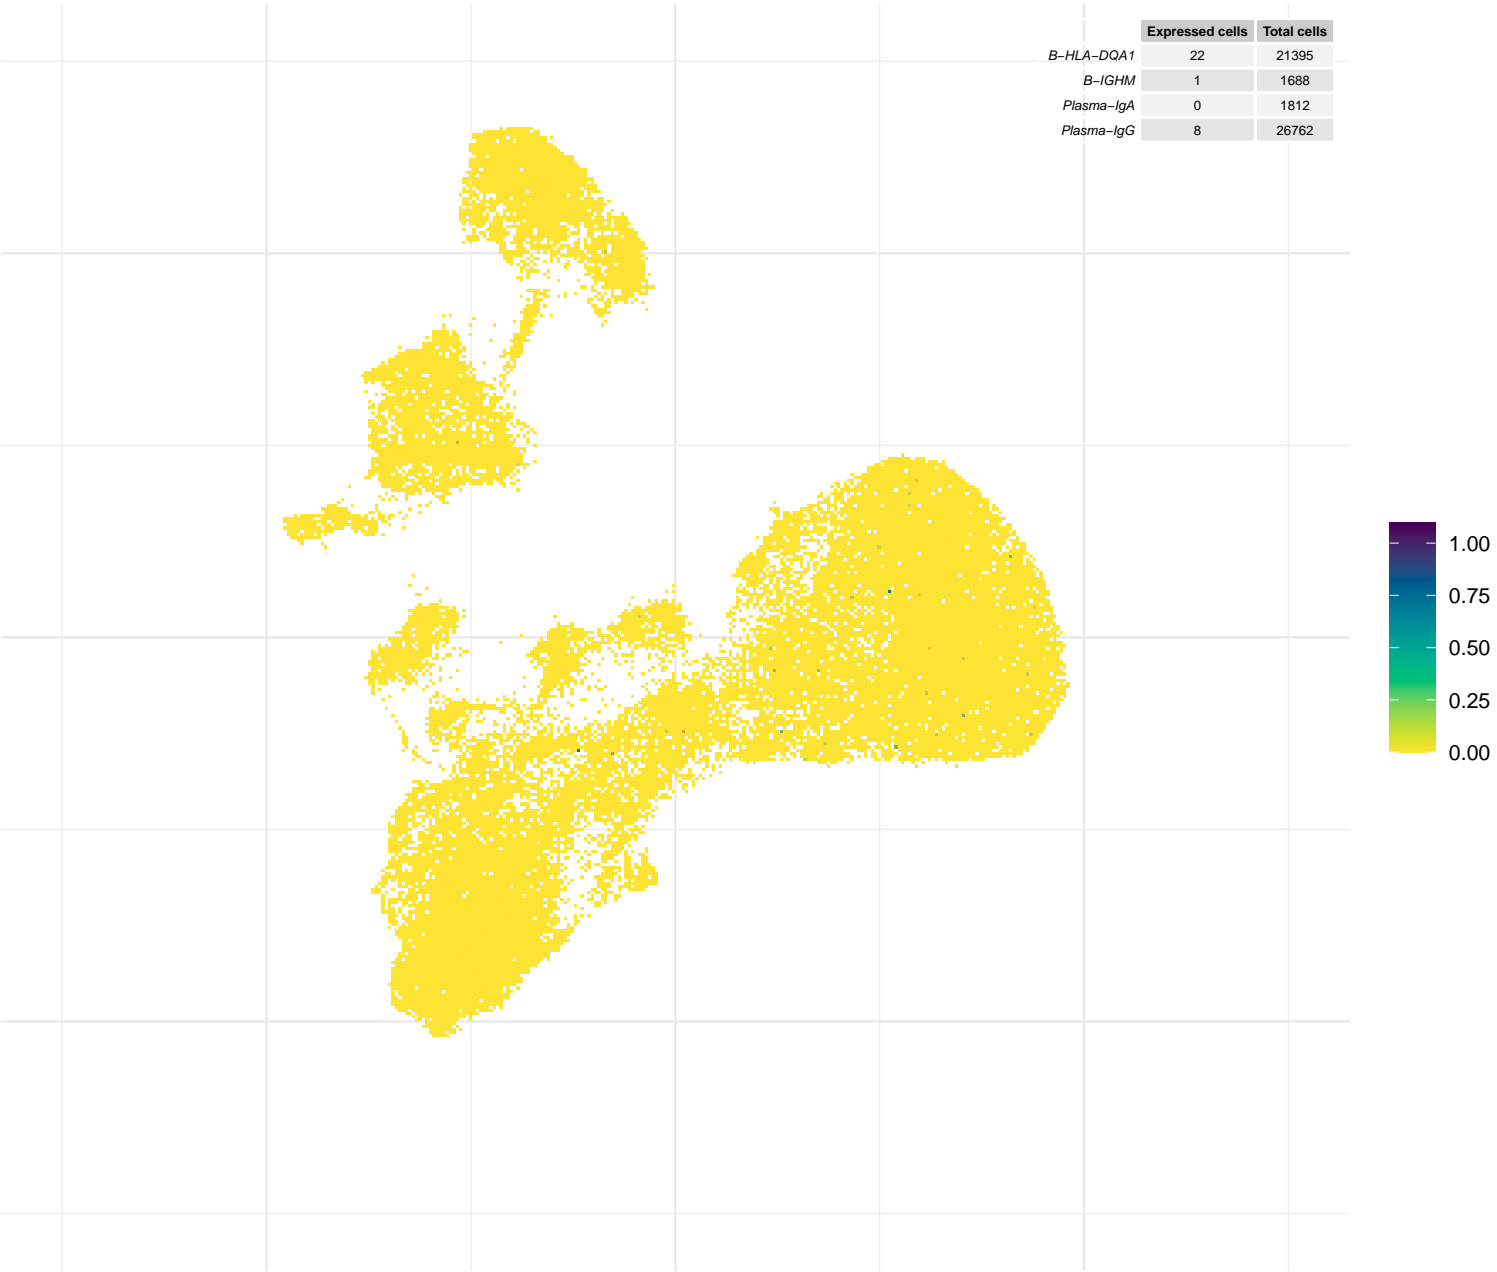 Expressed cells Total cells
B−HLA−DQA1 22 21395
B−IGHM 1 1688
Plasma−IgA 0 1812
Plasma−IgG 8 26762
1.00
0.75
0.50
0.25
0.00